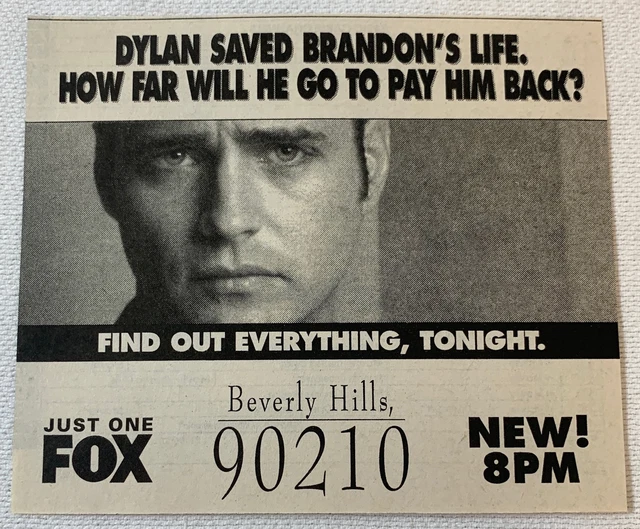 DYLAN SAVED BRANDON'S LIFE.
HOW FAR WILL HE GO TO PAY HIM BACK?
FIND OUT EVERYTHING, TONIGHT.
JUST ONE
FOX
Beverly Hills,
90210
NEW!
8PM